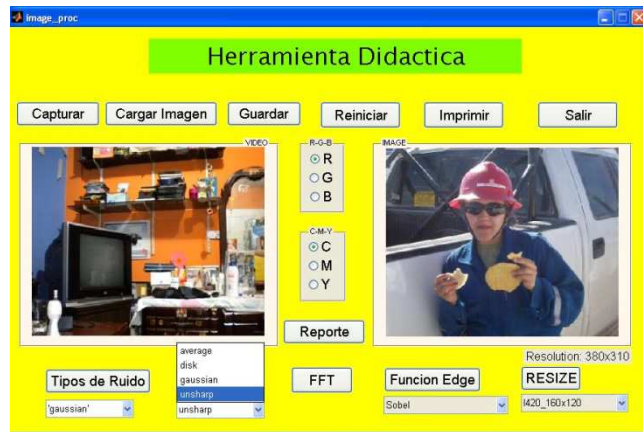 image_proc
Herramienta Didactica
Capturar
Cargar Imagen
Guardar
Reiniciar
Imprimir
Salir
VIDEO
R-G-B
R
G
B
C-M-Y
C
M
Y
IMAGE
Reporte
Resolution: 380x310
Tipos de Ruido
'gaussian'
average
disk
gaussian
unsharp
unsharp
FFT
Funcion Edge
Sobel
RESIZE
I420_160x120